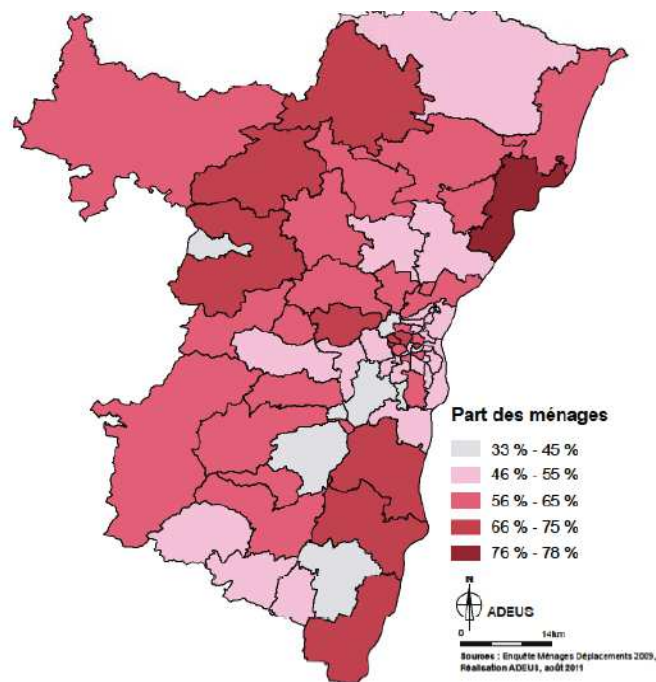 Part des ménages
33 % - 45 %
46 % - 55 %
56 % - 65 %
66 % - 75 %
76 % - 78 %
N
ADEUS
0 14km
Sources : Enquête Ménages Déplacements 2009,
Réalisation ADEUS, août 2011